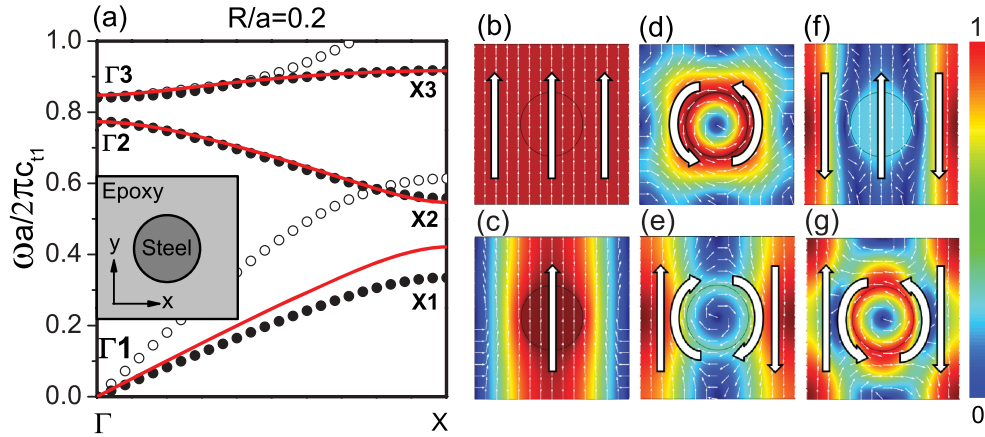 (a)
R/a=0.2
(b)
(d)
(f)
1
1.0
0.8
0.6
0.4
0.2
0.0
ωa/2πc_t1
Γ3
X3
Γ2
X2
X1
Γ1
Epoxy
Steel
y
x
Γ
X
(c)
(e)
(g)
0